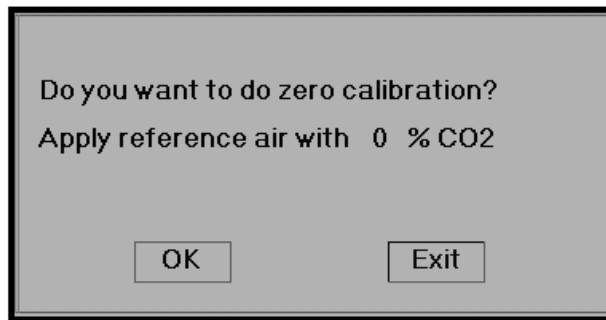 Do you want to do zero calibration?
Apply reference air with 0 % CO2
OK Exit